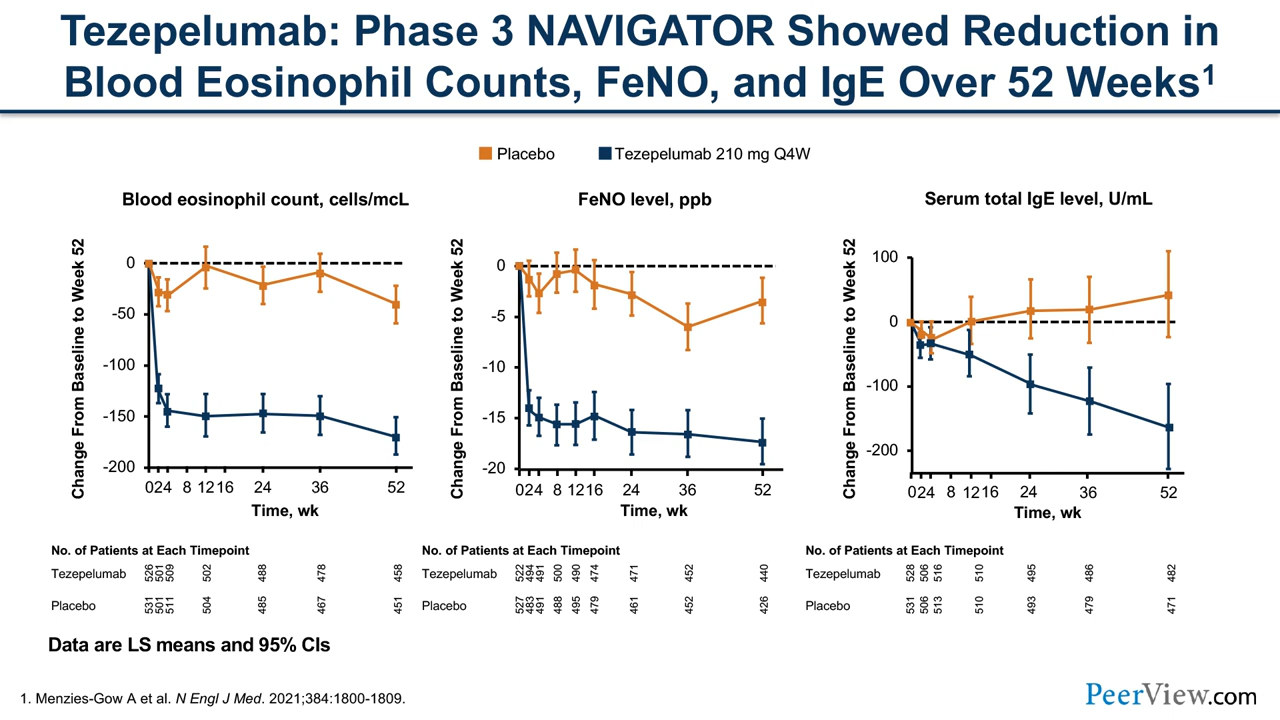 Tezepelumab: Phase 3 NAVIGATOR Showed Reduction in
Blood Eosinophil Counts, FeNO, and IgE Over 52 Weeks1
Placebo
Tezepelumab 210 mg Q4W
Blood eosinophil count, cells/mcL
Change From Baseline to Week 52
0
-50
-100
-150
-200
0 2 4 8 12 16 24 36 52
Time, wk
FeNO level, ppb
Change From Baseline to Week 52
0
-5
-10
-15
-20
0 2 4 8 12 16 24 36 52
Time, wk
Serum total IgE level, U/mL
Change From Baseline to Week 52
100
0
-100
-200
0 2 4 8 12 16 24 36 52
Time, wk
No. of Patients at Each Timepoint
Tezepelumab 526 501 509 502 488 478 458
Placebo 531 501 511 504 485 467 451
No. of Patients at Each Timepoint
Tezepelumab 522 494 491 500 490 474 471 452 440
Placebo 527 483 491 488 495 479 461 452 426
No. of Patients at Each Timepoint
Tezepelumab 528 506 516 510 495 486 482
Placebo 531 506 513 510 493 479 471
Data are LS means and 95% CIs
1. Menzies-Gow A et al. N Engl J Med. 2021;384:1800-1809.
PeerView.com